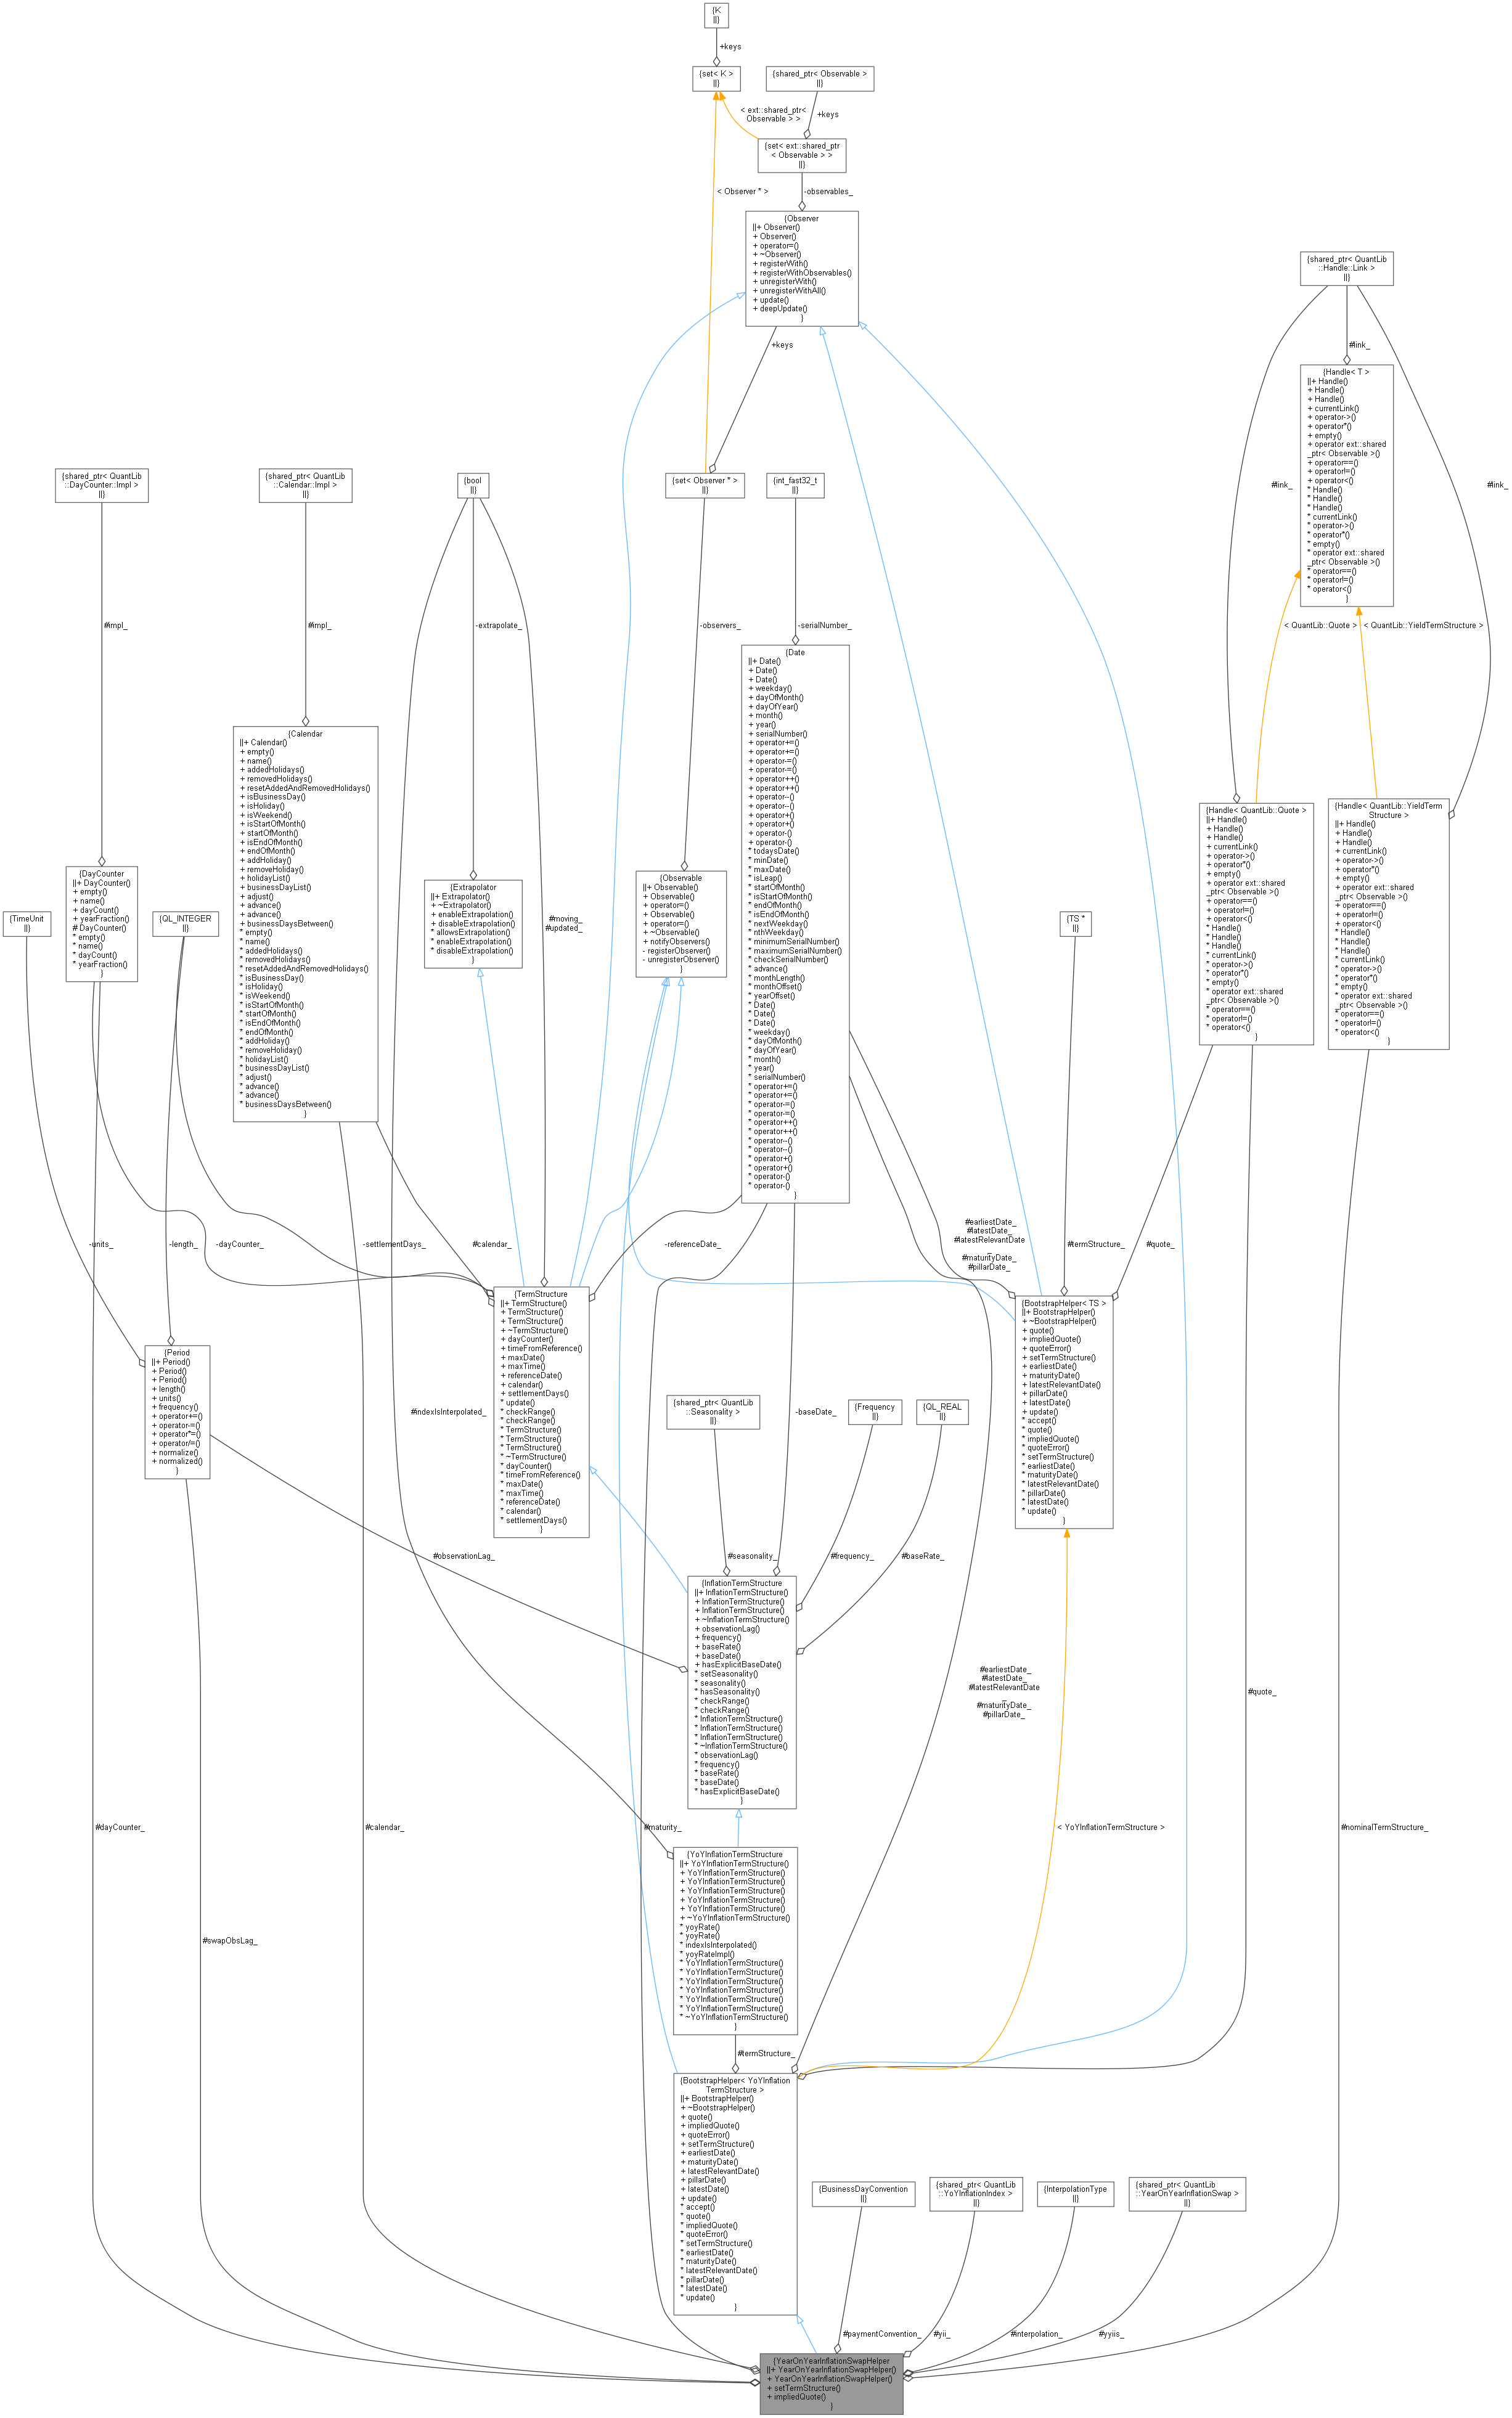 {K
||}
+keys
{set< K >
||}
{shared_ptr< Observable >
||}
< ext::shared_ptr<
Observable > >
+keys
{set< ext::shared_ptr
< Observable > >
||}
< Observer * >
-observables_
{Observer
||+ Observer()
+ Observer()
+ operator=()
+ ~Observer()
+ registerWith()
+ registerWithObservables()
+ unregisterWith()
+ unregisterWithAll()
+ update()
+ deepUpdate()
}
+keys
{shared_ptr< QuantLib
::Handle::Link >
||}
#link_
{Handle< T >
||+ Handle()
+ Handle()
+ Handle()
+ currentLink()
+ operator->()
+ operator*()
+ empty()
+ operator ext::shared
_ptr< Observable >()
+ operator==()
+ operator!=()
+ operator<()
* Handle()
* Handle()
* Handle()
* currentLink()
* operator->()
* operator*()
* empty()
* operator ext::shared
_ptr< Observable >()
* operator==()
* operator!=()
* operator<()
}
#link_
#link_
{shared_ptr< QuantLib
::DayCounter::Impl >
||}
{shared_ptr< QuantLib
::Calendar::Impl >
||}
{bool
||}
{set< Observer * >
||}
{int_fast32_t
||}
#impl_
#impl_
-extrapolate_
-observers_
-serialNumber_
< QuantLib::Quote >
< QuantLib::YieldTermStructure >
{Date
||+ Date()
+ Date()
+ Date()
+ weekday()
+ dayOfMonth()
+ dayOfYear()
+ month()
+ year()
+ serialNumber()
+ operator+=()
+ operator+=()
+ operator-=()
+ operator-=()
+ operator++()
+ operator++()
+ operator--()
+ operator--()
+ operator+()
+ operator+()
+ operator-()
+ operator-()
* todaysDate()
* minDate()
* maxDate()
* isLeap()
* startOfMonth()
* isStartOfMonth()
* endOfMonth()
* isEndOfMonth()
* nextWeekday()
* nthWeekday()
* minimumSerialNumber()
* maximumSerialNumber()
* checkSerialNumber()
* advance()
* monthLength()
* monthOffset()
* yearOffset()
* Date()
* Date()
* Date()
* weekday()
* dayOfMonth()
* dayOfYear()
* month()
* year()
* serialNumber()
* operator+=()
* operator+=()
* operator-=()
* operator-=()
* operator++()
* operator++()
* operator--()
* operator--()
* operator+()
* operator+()
* operator-()
* operator-()
}
{Calendar
||+ Calendar()
+ empty()
+ name()
+ addedHolidays()
+ removedHolidays()
+ resetAddedAndRemovedHolidays()
+ isBusinessDay()
+ isHoliday()
+ isWeekend()
+ isStartOfMonth()
+ startOfMonth()
+ isEndOfMonth()
+ endOfMonth()
+ addHoliday()
+ removeHoliday()
+ holidayList()
+ businessDayList()
+ adjust()
+ advance()
+ advance()
+ businessDaysBetween()
* empty()
* name()
* addedHolidays()
* removedHolidays()
* resetAddedAndRemovedHolidays()
* isBusinessDay()
* isHoliday()
* isWeekend()
* isStartOfMonth()
* startOfMonth()
* isEndOfMonth()
* endOfMonth()
* addHoliday()
* removeHoliday()
* holidayList()
* businessDayList()
* adjust()
* advance()
* advance()
* businessDaysBetween()
}
{Handle< QuantLib::Quote >
||+ Handle()
+ Handle()
+ Handle()
+ currentLink()
+ operator->()
+ operator*()
+ empty()
+ operator ext::shared
_ptr< Observable >()
+ operator==()
+ operator!=()
+ operator<()
* Handle()
* Handle()
* Handle()
* currentLink()
* operator->()
* operator*()
* empty()
* operator ext::shared
_ptr< Observable >()
* operator==()
* operator!=()
* operator<()
}
{Handle< QuantLib::YieldTerm
Structure >
||+ Handle()
+ Handle()
+ Handle()
+ currentLink()
+ operator->()
+ operator*()
+ empty()
+ operator ext::shared
_ptr< Observable >()
+ operator==()
+ operator!=()
+ operator<()
* Handle()
* Handle()
* Handle()
* currentLink()
* operator->()
* operator*()
* empty()
* operator ext::shared
_ptr< Observable >()
* operator==()
* operator!=()
* operator<()
}
{DayCounter
||+ DayCounter()
+ empty()
+ name()
+ dayCount()
+ yearFraction()
# DayCounter()
* empty()
* name()
* dayCount()
* yearFraction()
}
{Extrapolator
||+ Extrapolator()
+ ~Extrapolator()
+ enableExtrapolation()
+ disableExtrapolation()
* allowsExtrapolation()
* enableExtrapolation()
* disableExtrapolation()
}
{Observable
||+ Observable()
+ Observable()
+ operator=()
+ Observable()
+ operator=()
+ ~Observable()
+ notifyObservers()
- registerObserver()
- unregisterObserver()
}
#moving_
#updated_
{TimeUnit
||}
{QL_INTEGER
||}
{TS *
||}
-units_
-length_
-dayCounter_
-settlementDays_
#calendar_
-referenceDate_
#earliestDate_
#latestDate_
#latestRelevantDate
_
#maturityDate_
#pillarDate_
#termStructure_
#quote_
{TermStructure
||+ TermStructure()
+ TermStructure()
+ TermStructure()
+ ~TermStructure()
+ dayCounter()
+ timeFromReference()
+ maxDate()
+ maxTime()
+ referenceDate()
+ calendar()
+ settlementDays()
* update()
* checkRange()
* checkRange()
* TermStructure()
* TermStructure()
* TermStructure()
* ~TermStructure()
* dayCounter()
* timeFromReference()
* maxDate()
* maxTime()
* referenceDate()
* calendar()
* settlementDays()
}
{BootstrapHelper< TS >
||+ BootstrapHelper()
+ ~BootstrapHelper()
+ quote()
+ impliedQuote()
+ quoteError()
+ setTermStructure()
+ earliestDate()
+ maturityDate()
+ latestRelevantDate()
+ pillarDate()
+ latestDate()
+ update()
* accept()
* quote()
* impliedQuote()
* quoteError()
* setTermStructure()
* earliestDate()
* maturityDate()
* latestRelevantDate()
* pillarDate()
* latestDate()
* update()
}
{Period
||+ Period()
+ Period()
+ Period()
+ length()
+ units()
+ frequency()
+ operator+=()
+ operator-=()
+ operator*=()
+ operator/=()
+ normalize()
+ normalized()
}
#indexIsInterpolated_
{shared_ptr< QuantLib
::Seasonality >
||}
-baseDate_
{Frequency
||}
{QL_REAL
||}
#observationLag_
#seasonality_
#frequency_
#baseRate_
{InflationTermStructure
||+ InflationTermStructure()
+ InflationTermStructure()
+ InflationTermStructure()
+ ~InflationTermStructure()
+ observationLag()
+ frequency()
+ baseRate()
+ baseDate()
+ hasExplicitBaseDate()
* setSeasonality()
* seasonality()
* hasSeasonality()
* checkRange()
* checkRange()
* InflationTermStructure()
* InflationTermStructure()
* InflationTermStructure()
* ~InflationTermStructure()
* observationLag()
* frequency()
* baseRate()
* baseDate()
* hasExplicitBaseDate()
}
#earliestDate_
#latestDate_
#latestRelevantDate
_
#maturityDate_
#pillarDate_
#quote_
#dayCounter_
#calendar_
#maturity_
< YoYInflationTermStructure >
#nominalTermStructure_
{YoYInflationTermStructure
||+ YoYInflationTermStructure()
+ YoYInflationTermStructure()
+ YoYInflationTermStructure()
+ YoYInflationTermStructure()
+ YoYInflationTermStructure()
+ YoYInflationTermStructure()
+ ~YoYInflationTermStructure()
* yoyRate()
* yoyRate()
* indexIsInterpolated()
* yoyRateImpl()
* YoYInflationTermStructure()
* YoYInflationTermStructure()
* YoYInflationTermStructure()
* YoYInflationTermStructure()
* YoYInflationTermStructure()
* YoYInflationTermStructure()
* ~YoYInflationTermStructure()
}
#swapObsLag_
#termStructure_
{BootstrapHelper< YoYInflation
TermStructure >
||+ BootstrapHelper()
+ ~BootstrapHelper()
+ quote()
+ impliedQuote()
+ quoteError()
+ setTermStructure()
+ earliestDate()
+ maturityDate()
+ latestRelevantDate()
+ pillarDate()
+ latestDate()
+ update()
* accept()
* quote()
* impliedQuote()
* quoteError()
* setTermStructure()
* earliestDate()
* maturityDate()
* latestRelevantDate()
* pillarDate()
* latestDate()
* update()
}
{BusinessDayConvention
||}
{shared_ptr< QuantLib
::YoYInflationIndex >
||}
{InterpolationType
||}
{shared_ptr< QuantLib
::YearOnYearInflationSwap >
||}
#paymentConvention_
#yii_
#interpolation_
#yyiis_
{YearOnYearInflationSwapHelper
||+ YearOnYearInflationSwapHelper()
+ YearOnYearInflationSwapHelper()
+ setTermStructure()
+ impliedQuote()
}